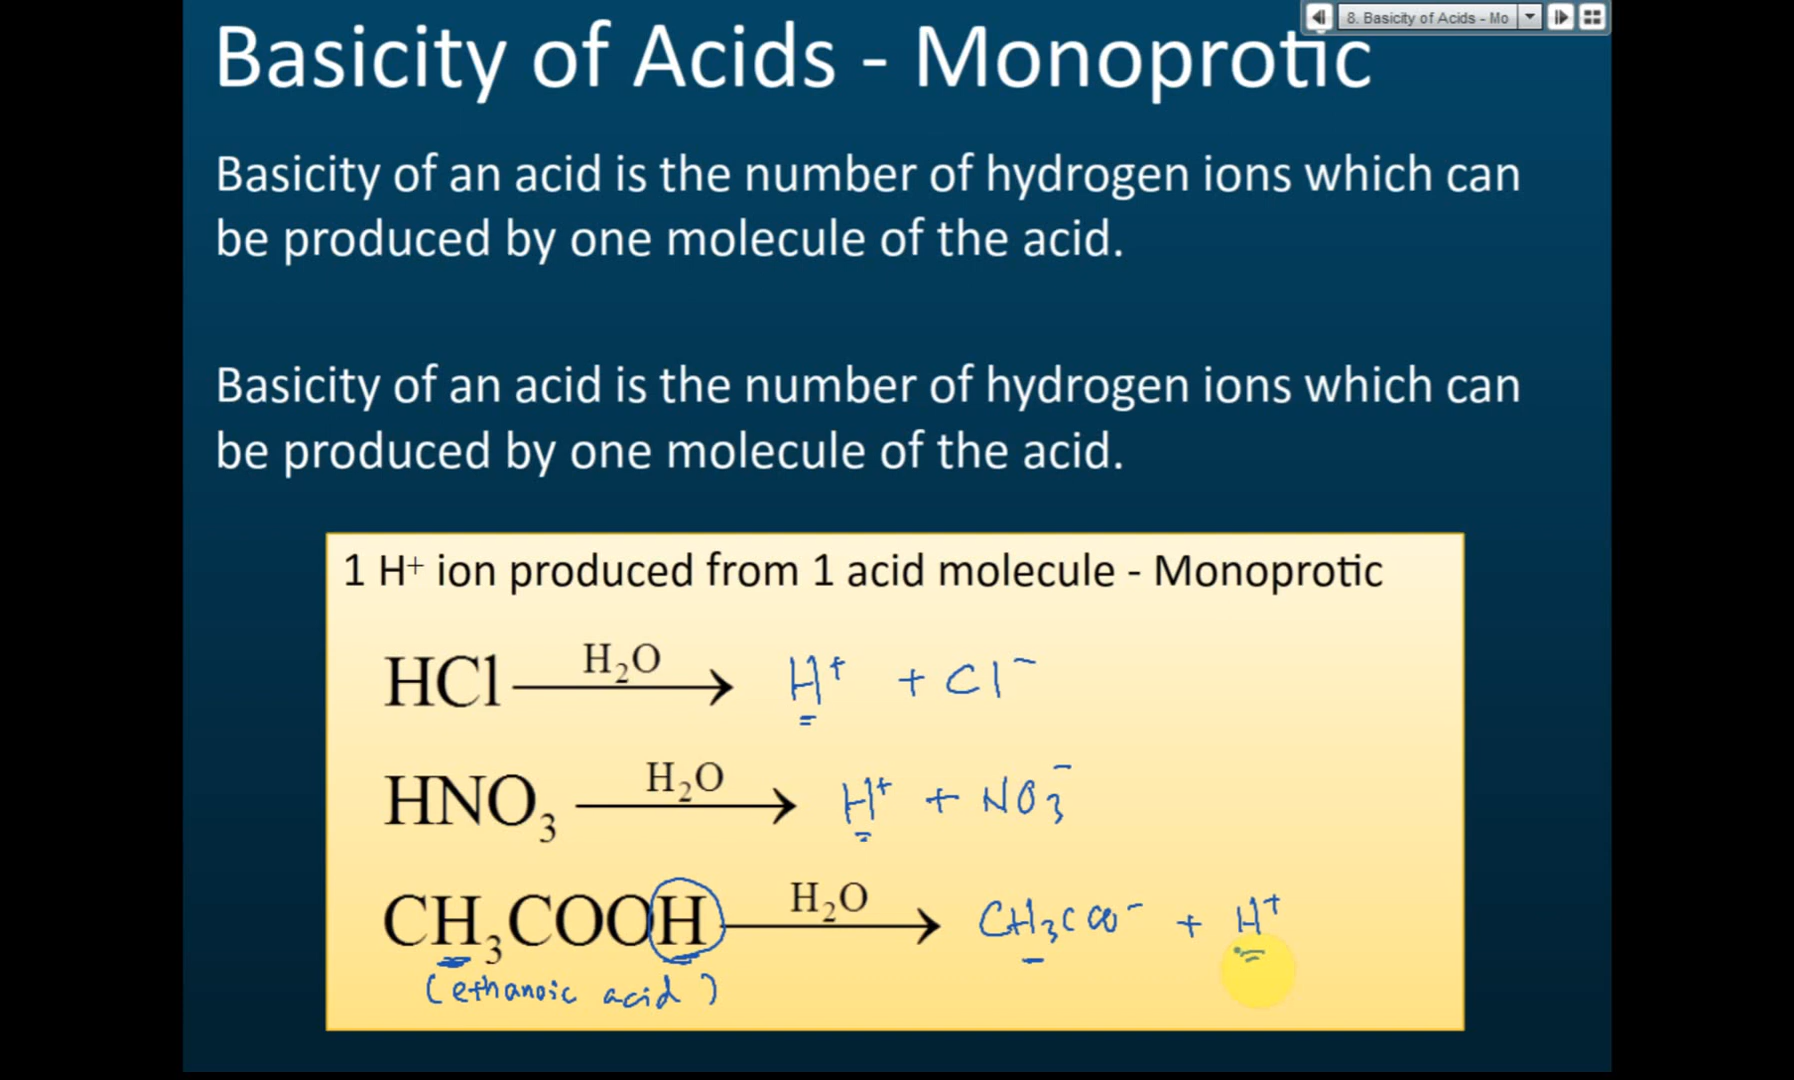 8. Basicity of Acids - Mo
Basicity of Acids - Monoprotic
Basicity of an acid is the number of hydrogen ions which can
be produced by one molecule of the acid.
Basicity of an acid is the number of hydrogen ions which can
be produced by one molecule of the acid.
1 H⁺ ion produced from 1 acid molecule - Monoprotic
HCl H₂O → H⁺ + Cl⁻
HNO₃ H₂O → H⁺ + NO₃⁻
CH₃COOH H₂O → CH₃COO⁻ + H⁺
(ethanoic acid)